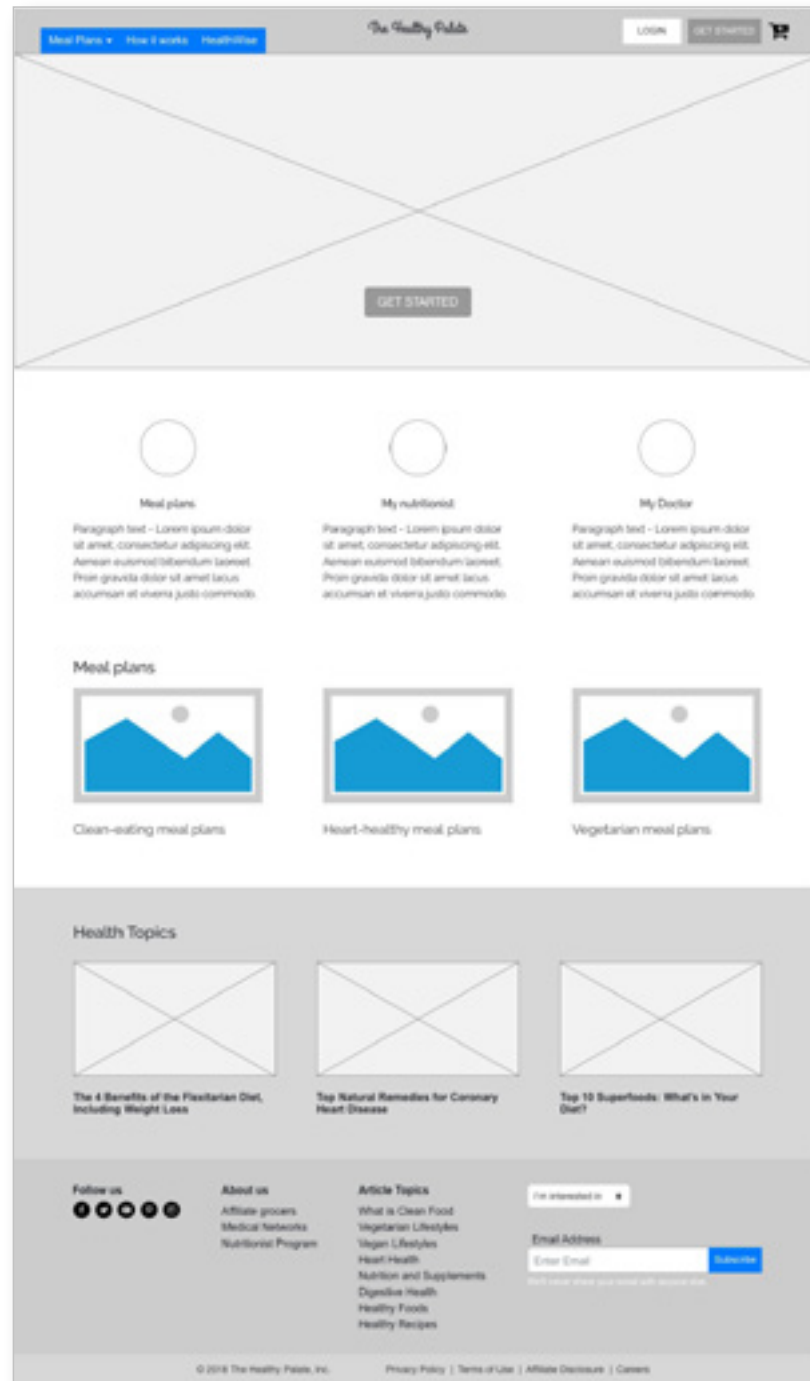 Meal Plans ▾ How it works HealthWise
The Healthy Palate
LOGIN
GET STARTED
GET STARTED
Meal plans
Paragraph text - Lorem ipsum dolor
sit amet, consectetur adipiscing elit.
Aenean euismod bibendum laoreet.
Proin gravida dolor sit amet lacus
accumsan et viverra justo commodo.
My nutritionist
Paragraph text - Lorem ipsum dolor
sit amet, consectetur adipiscing elit.
Aenean euismod bibendum laoreet.
Proin gravida dolor sit amet lacus
accumsan et viverra justo commodo.
My Doctor
Paragraph text - Lorem ipsum dolor
sit amet, consectetur adipiscing elit.
Aenean euismod bibendum laoreet.
Proin gravida dolor sit amet lacus
accumsan et viverra justo commodo.
Meal plans
Clean-eating meal plans
Heart-healthy meal plans
Vegetarian meal plans
Health Topics
The 4 Benefits of the Flexitarian Diet,
Including Weight Loss
Top Natural Remedies for Coronary
Heart Disease
Top 10 Superfoods: What's in Your
Diet?
Follow us
About us
Affiliate grocers
Medical Networks
Nutritionist Program
Article Topics
What is Clean Food
Vegetarian Lifestyles
Vegan Lifestyles
Heart Health
Nutrition and Supplements
Digestive Health
Healthy Foods
Healthy Recipes
I'm interested in
Email Address
Enter Email
Subscribe
We'll never share your email with anyone else.
© 2018 The Healthy Palate, Inc.
Privacy Policy | Terms of Use | Affiliate Disclosure | Careers